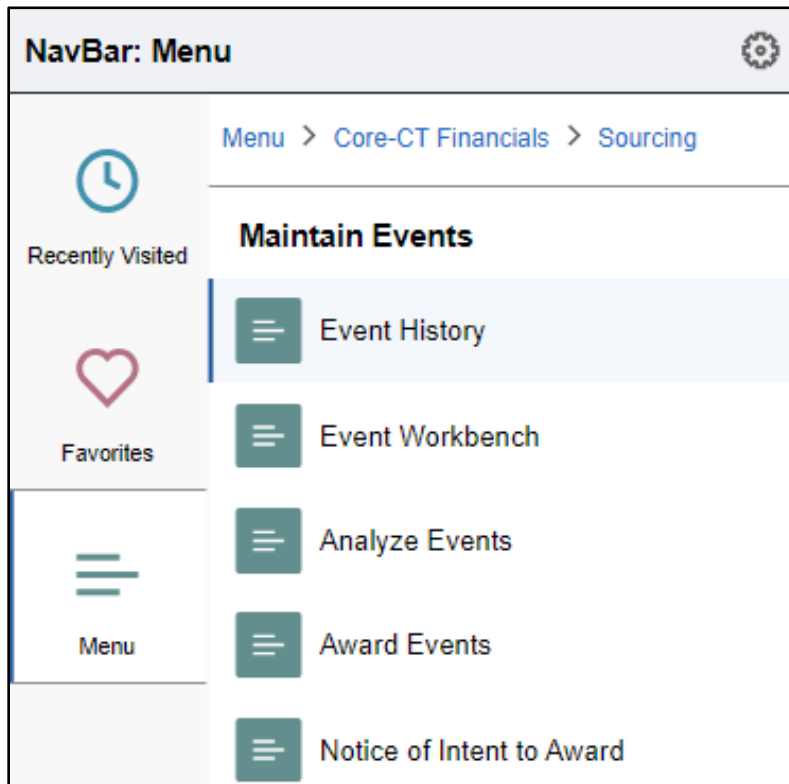 NavBar: Menu
Menu > Core-CT Financials > Sourcing
Recently Visited
Favorites
Menu
Maintain Events
Event History
Event Workbench
Analyze Events
Award Events
Notice of Intent to Award